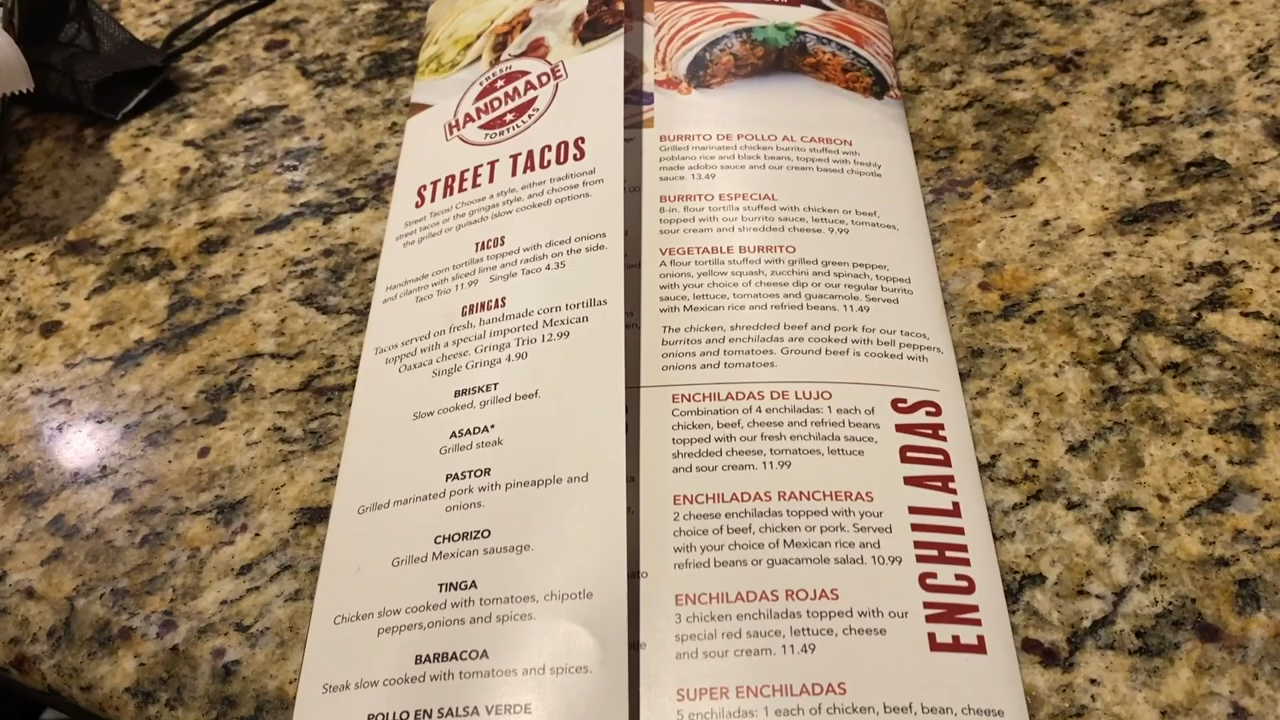 FRESH
HANDMADE
TORTILLAS
STREET TACOS
Street Tacos! Choose a style, either traditional
street tacos or the gringas style, and choose from
the grilled or guisado (slow cooked) options.
TACOS
Handmade corn tortillas topped with diced onions
and cilantro with sliced lime and radish on the side.
Taco Trio 11.99 Single Taco 4.35
GRINGAS
Tacos served on fresh, handmade corn tortillas
topped with a special imported Mexican
Oaxaca cheese. Gringa Trio 12.99
Single Gringa 4.90
BRISKET
Slow cooked, grilled beef.
ASADA*
Grilled steak
PASTOR
Grilled marinated pork with pineapple and
onions.
CHORIZO
Grilled Mexican sausage.
TINGA
Chicken slow cooked with tomatoes, chipotle
peppers,onions and spices.
BARBACOA
Steak slow cooked with tomatoes and spices.
POLLO EN SALSA VERDE
BURRITO DE POLLO AL CARBON
Grilled marinated chicken burrito stuffed with
poblano rice and black beans, topped with freshly
made adobo sauce and our cream based chipotle
sauce. 13.49
BURRITO ESPECIAL
8-in. flour tortilla stuffed with chicken or beef,
topped with our burrito sauce, lettuce, tomatoes,
sour cream and shredded cheese. 9.99
VEGETABLE BURRITO
A flour tortilla stuffed with grilled green pepper,
onions, yellow squash, zucchini and spinach, topped
with your choice of cheese dip or our regular burrito
sauce, lettuce, tomatoes and guacamole. Served
with Mexican rice and refried beans. 11.49
The chicken, shredded beef and pork for our tacos,
burritos and enchiladas are cooked with bell peppers,
onions and tomatoes. Ground beef is cooked with
onions and tomatoes.
ENCHILADAS
ENCHILADAS DE LUJO
Combination of 4 enchiladas: 1 each of
chicken, beef, cheese and refried beans
topped with our fresh enchilada sauce,
shredded cheese, tomatoes, lettuce
and sour cream. 11.99
ENCHILADAS RANCHERAS
2 cheese enchiladas topped with your
choice of beef, chicken or pork. Served
with your choice of Mexican rice and
refried beans or guacamole salad. 10.99
ENCHILADAS ROJAS
3 chicken enchiladas topped with our
special red sauce, lettuce, cheese
and sour cream. 11.49
SUPER ENCHILADAS
5 enchiladas: 1 each of chicken, beef, bean, cheese